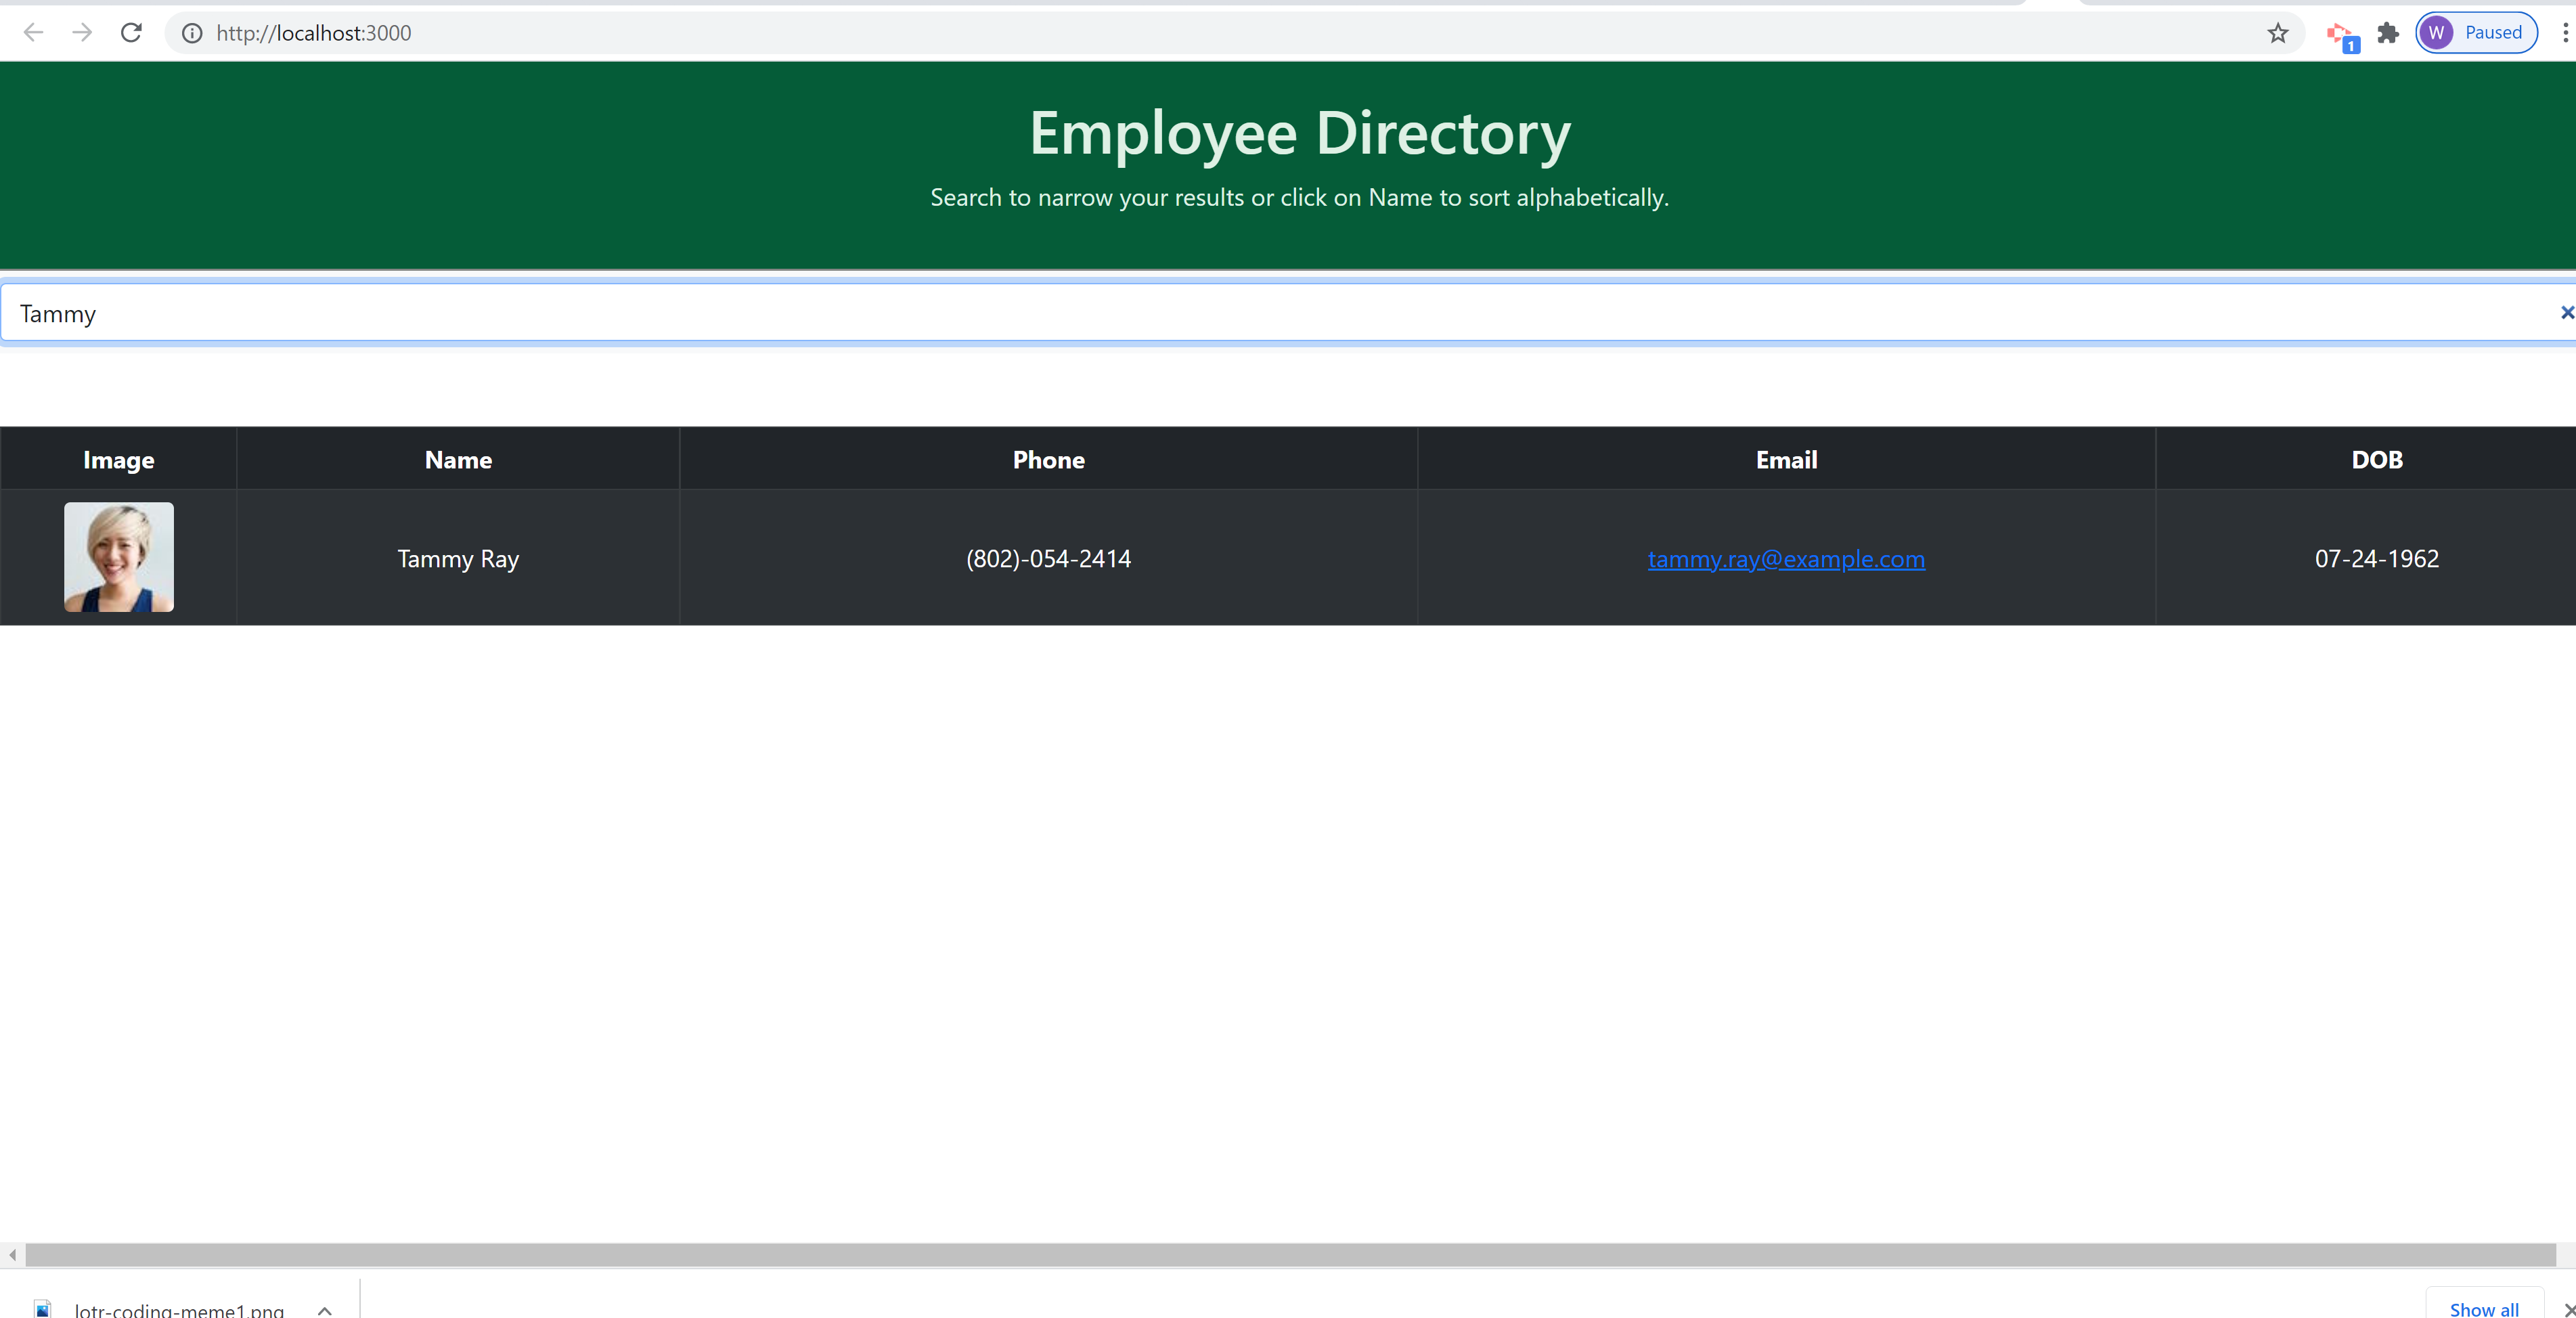 http://localhost:3000
1
W Paused
Employee Directory
Search to narrow your results or click on Name to sort alphabetically.
Tammy
Image Name Phone Email DOB
Tammy Ray (802)-054-2414 tammy.ray@example.com 07-24-1962
lotr-coding-meme1.png Show all